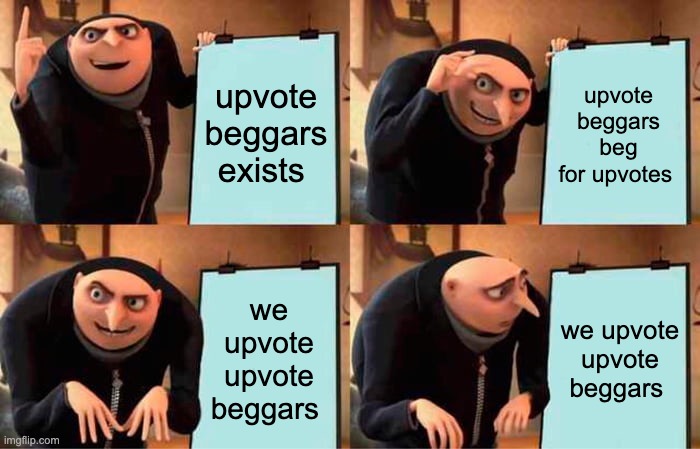 upvote
beggars
exists
upvote
beggars
beg
for upvotes
we
upvote
upvote
beggars
we upvote
upvote
beggars
imgflip.com